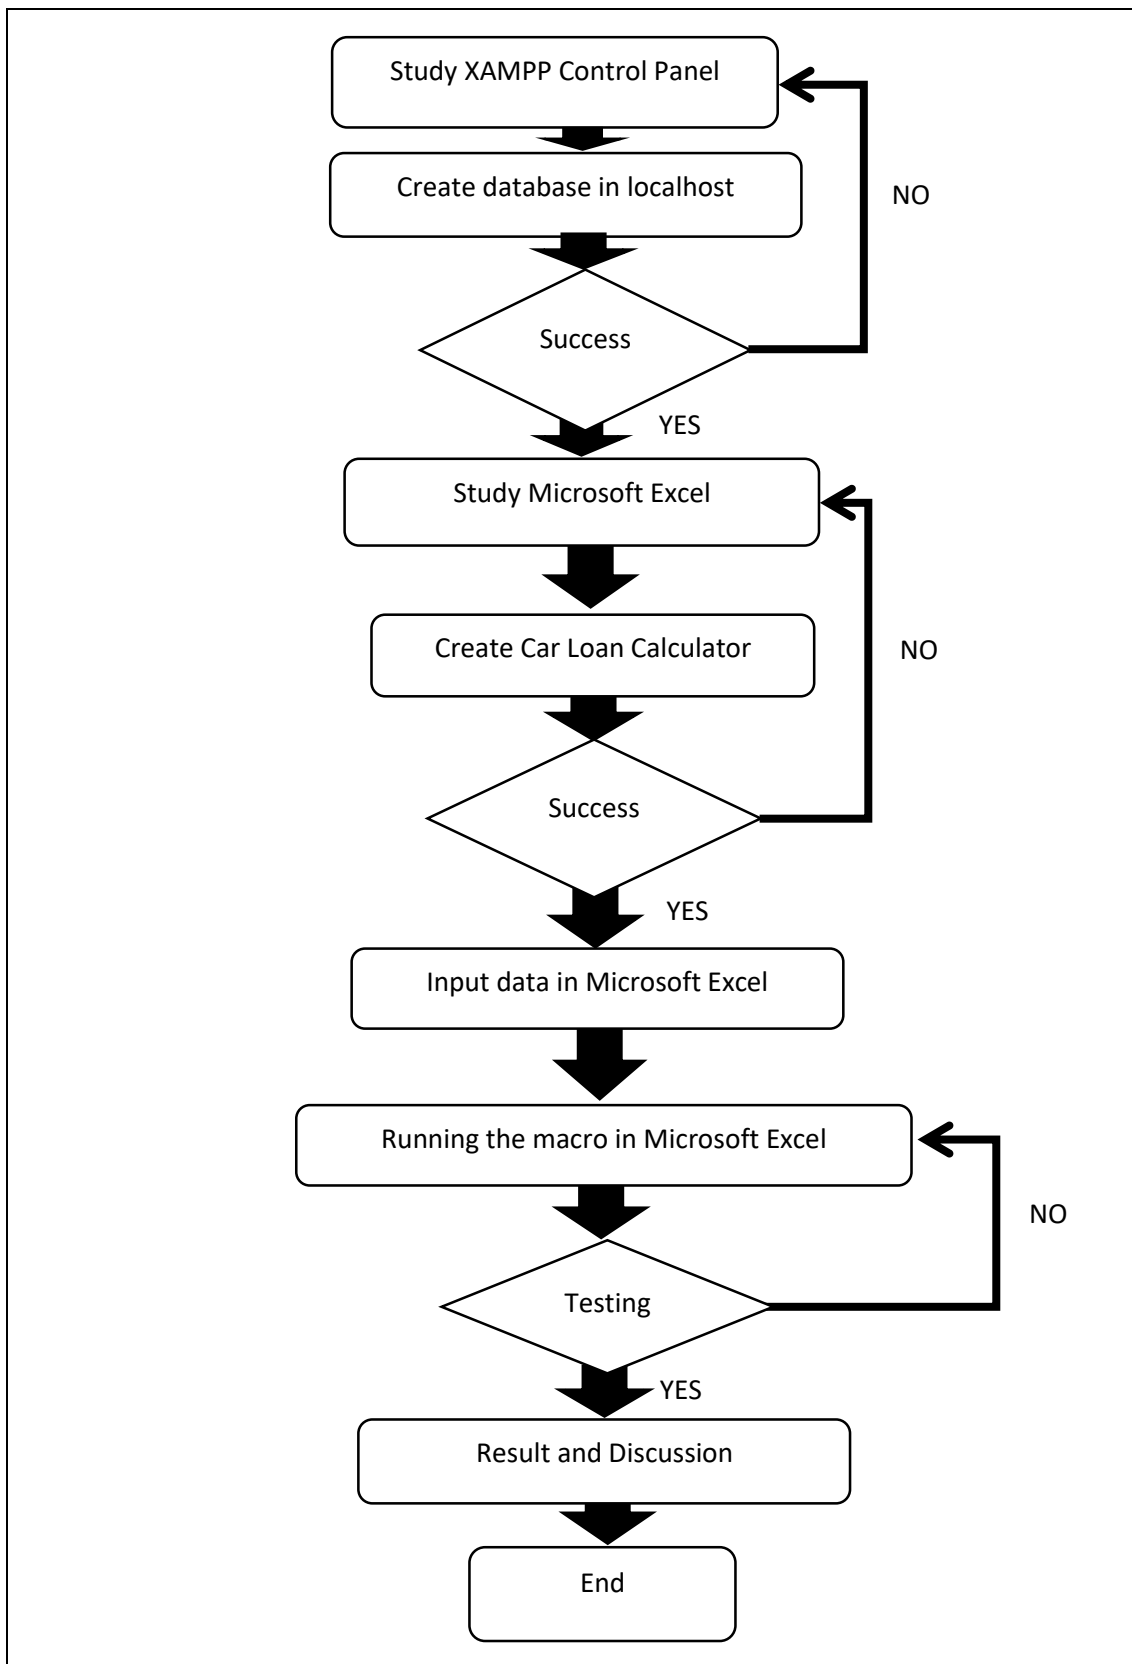 Study XAMPP Control Panel
Create database in localhost
NO
Success
YES
Study Microsoft Excel
Create Car Loan Calculator
NO
Success
YES
Input data in Microsoft Excel
Running the macro in Microsoft Excel
NO
Testing
YES
Result and Discussion
End